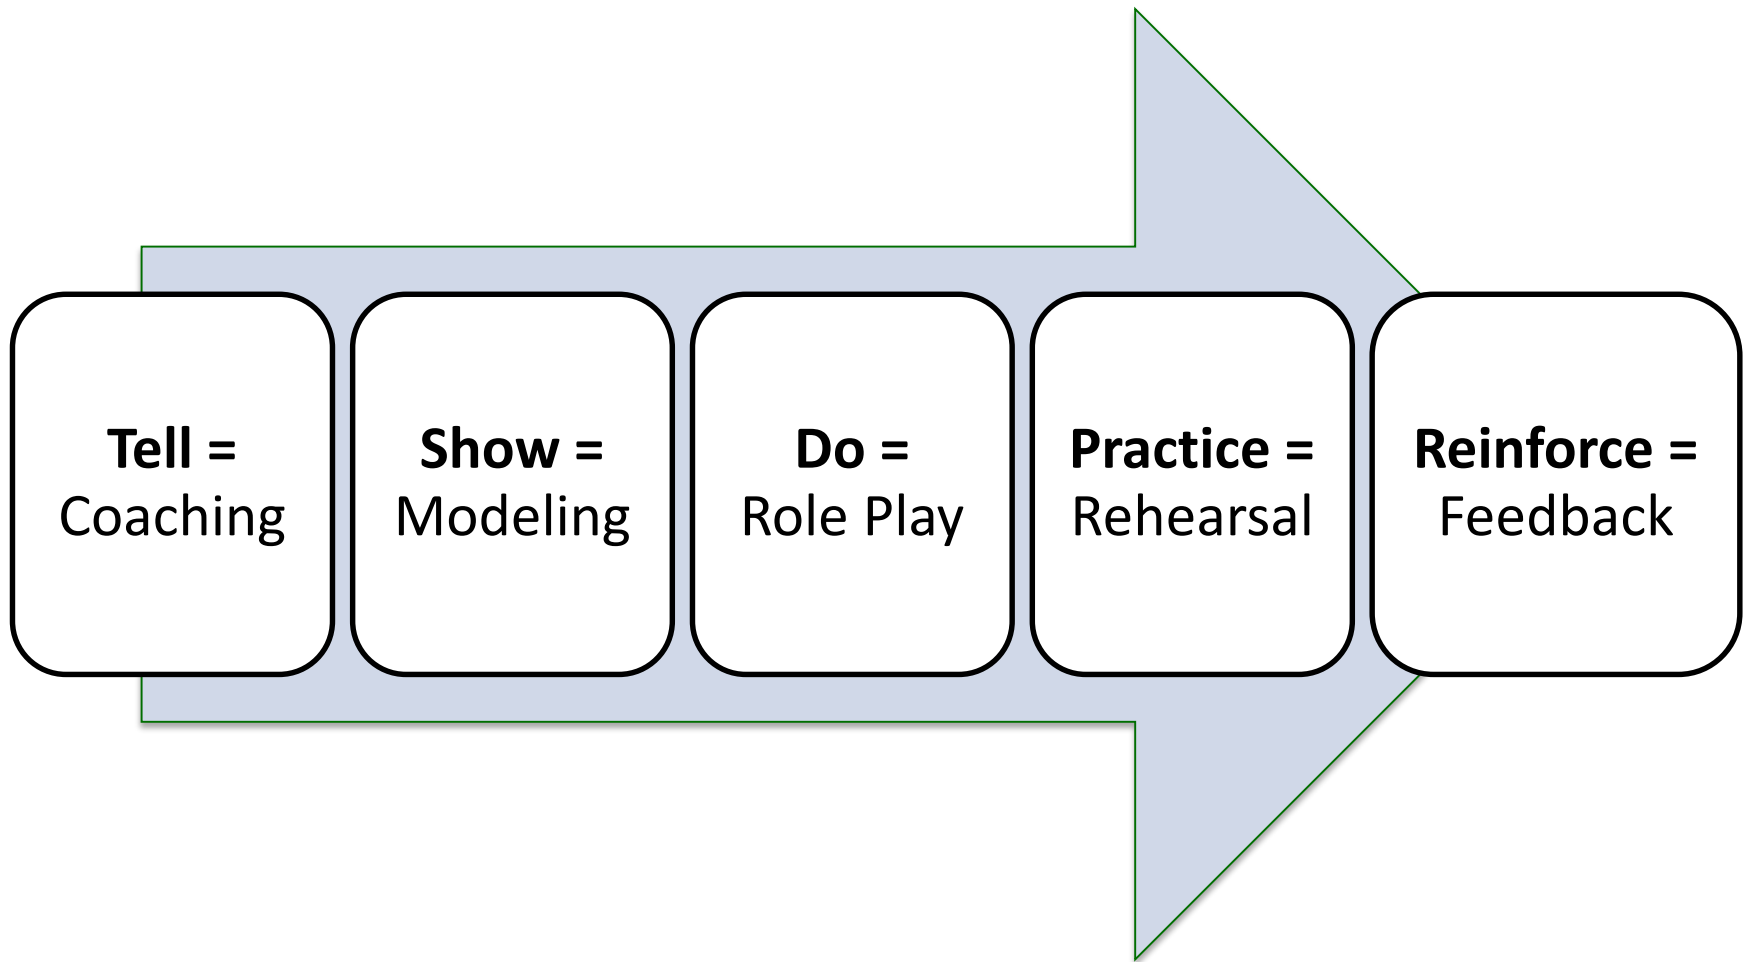 Tell =
Coaching
Show =
Modeling
Do =
Role Play
Practice =
Rehearsal
Reinforce =
Feedback